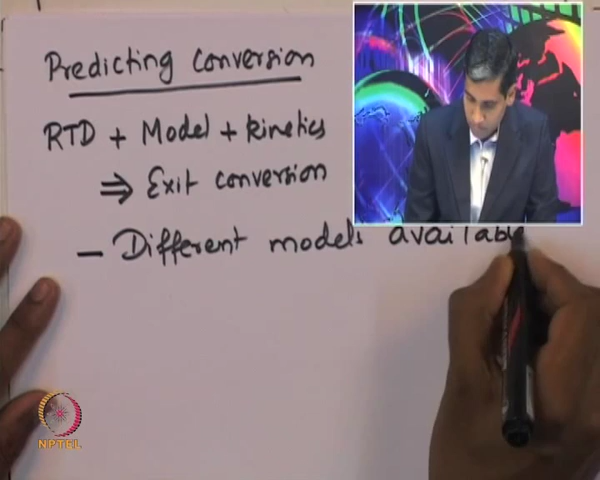 Predicting conversion
RTD + Model + kinetics
⇒ Exit conversion
- Different models available
NPTEL